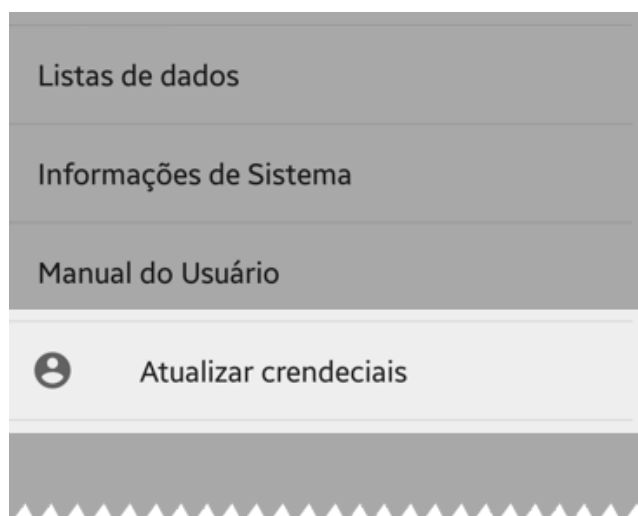 Listas de dados
Informações de Sistema
Manual do Usuário
Atualizar crendeciais